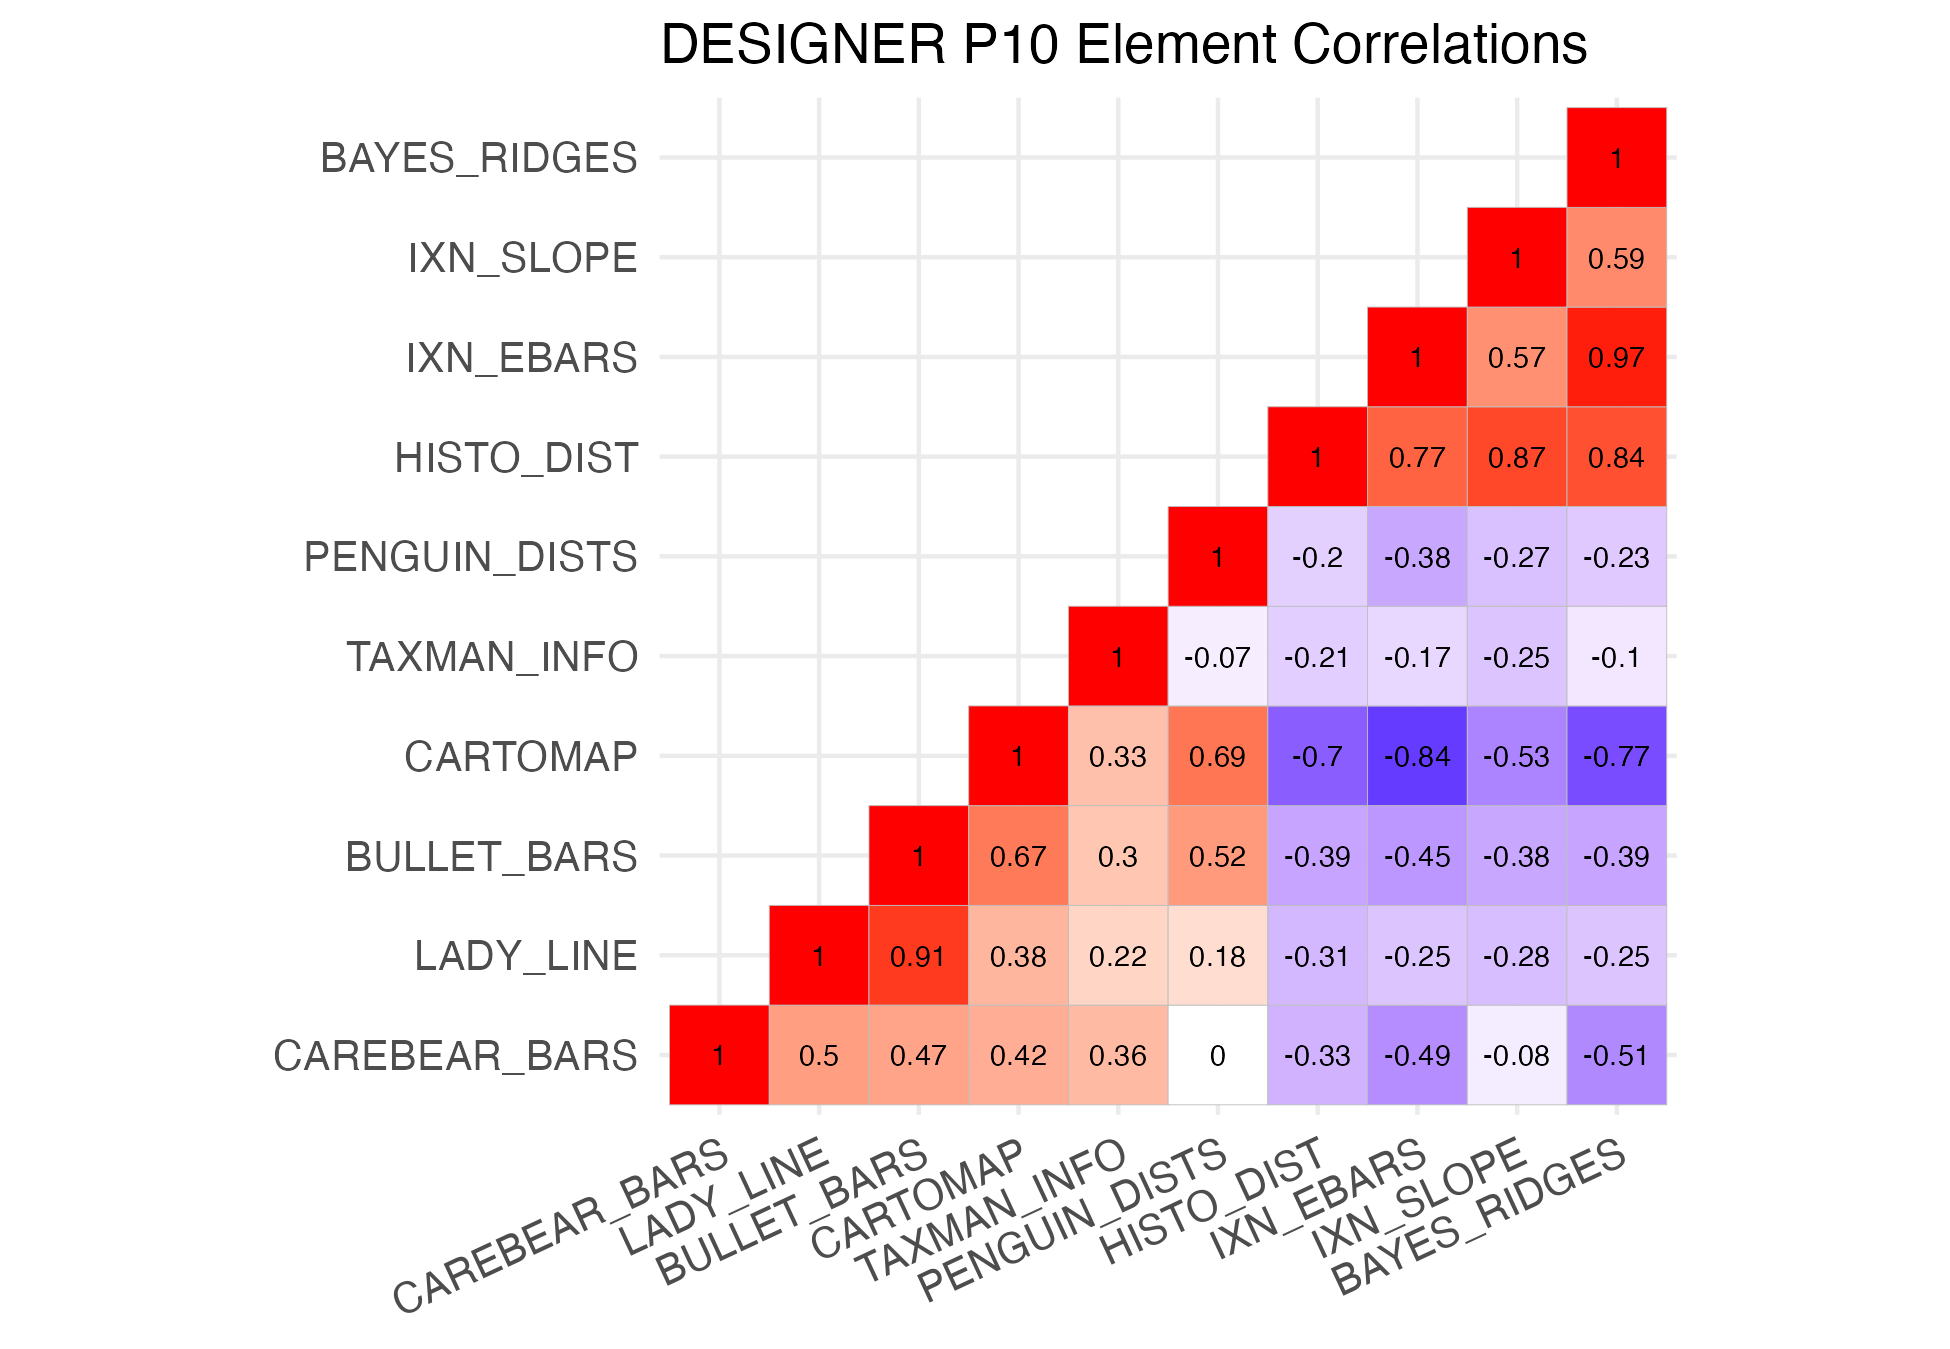 DESIGNER P10 Element Correlations
BAYES_RIDGES 1
IXN_SLOPE 1 0.59
IXN_EBARS 1 0.57 0.97
HISTO_DIST 1 0.77 0.87 0.84
PENGUIN_DISTS 1 -0.2 -0.38 -0.27 -0.23
TAXMAN_INFO 1 -0.07 -0.21 -0.17 -0.25 -0.1
CARTOMAP 1 0.33 0.69 -0.7 -0.84 -0.53 -0.77
BULLET_BARS 1 0.67 0.3 0.52 -0.39 -0.45 -0.38 -0.39
LADY_LINE 1 0.91 0.38 0.22 0.18 -0.31 -0.25 -0.28 -0.25
CAREBEAR_BARS 1 0.5 0.47 0.42 0.36 0 -0.33 -0.49 -0.08 -0.51
CAREBEAR_BARS
LADY_LINE
BULLET_BARS
CARTOMAP
TAXMAN_INFO
PENGUIN_DISTS
HISTO_DIST
IXN_EBARS
IXN_SLOPE
BAYES_RIDGES